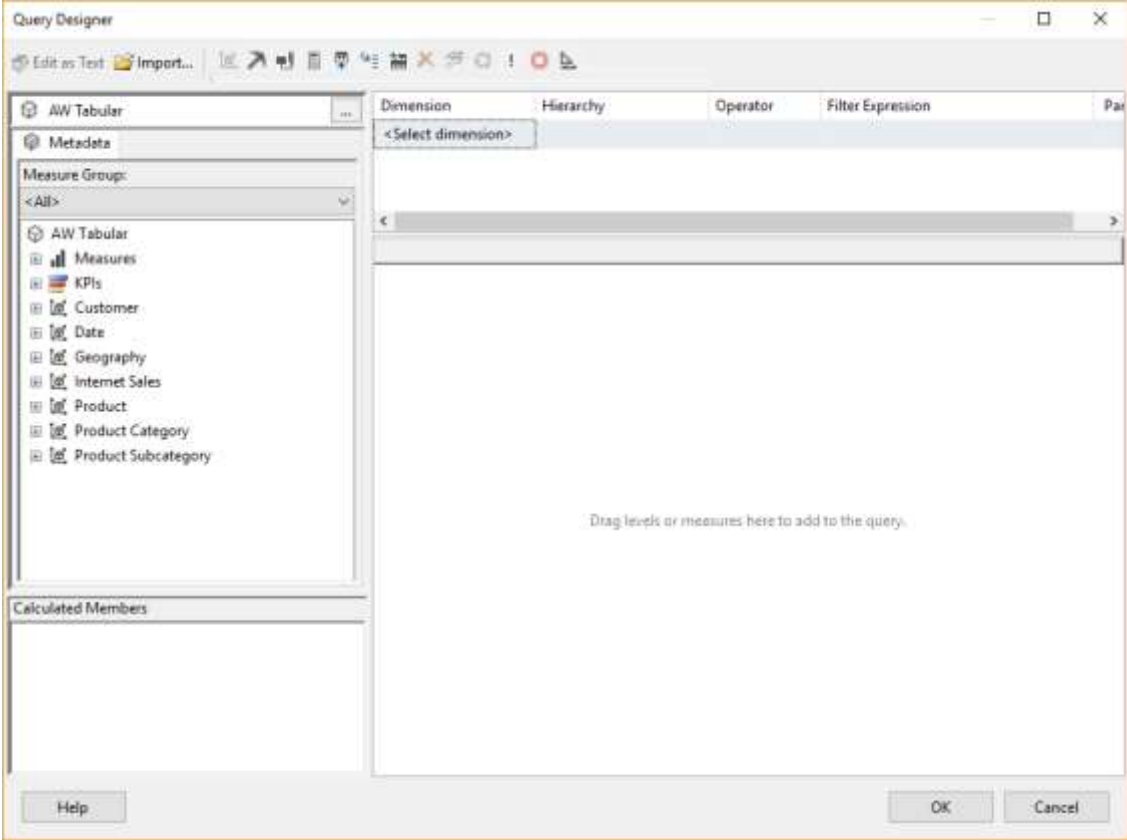 Query Designer
Edit as Text Import...
AW Tabular ...
Metadata
Measure Group:
<All>
AW Tabular
Measures
KPIs
Customer
Date
Geography
Internet Sales
Product
Product Category
Product Subcategory
Calculated Members
Dimension Hierarchy Operator Filter Expression Par
<Select dimension>
Drag levels or measures here to add to the query.
Help OK Cancel